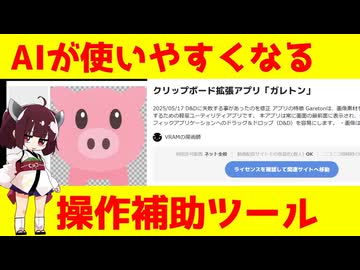 AIが使いやすくなる
クリップボード拡張アプリ「ガレトン」
2025/05/17 D&Dに失敗する事があったのを修正 アプリの特徴 Garetonは、画像素材
するための軽量ユーティリティアプリです。 本アプリは常に画面の最前面に表示され、
フィックアプリケーションへのドラッグ&ドロップ (D&D) を容易にします。
VRAMの魔術師
ネット全般
OK
ライセンスを確認して関連サイトへ移動
操作補助ツール